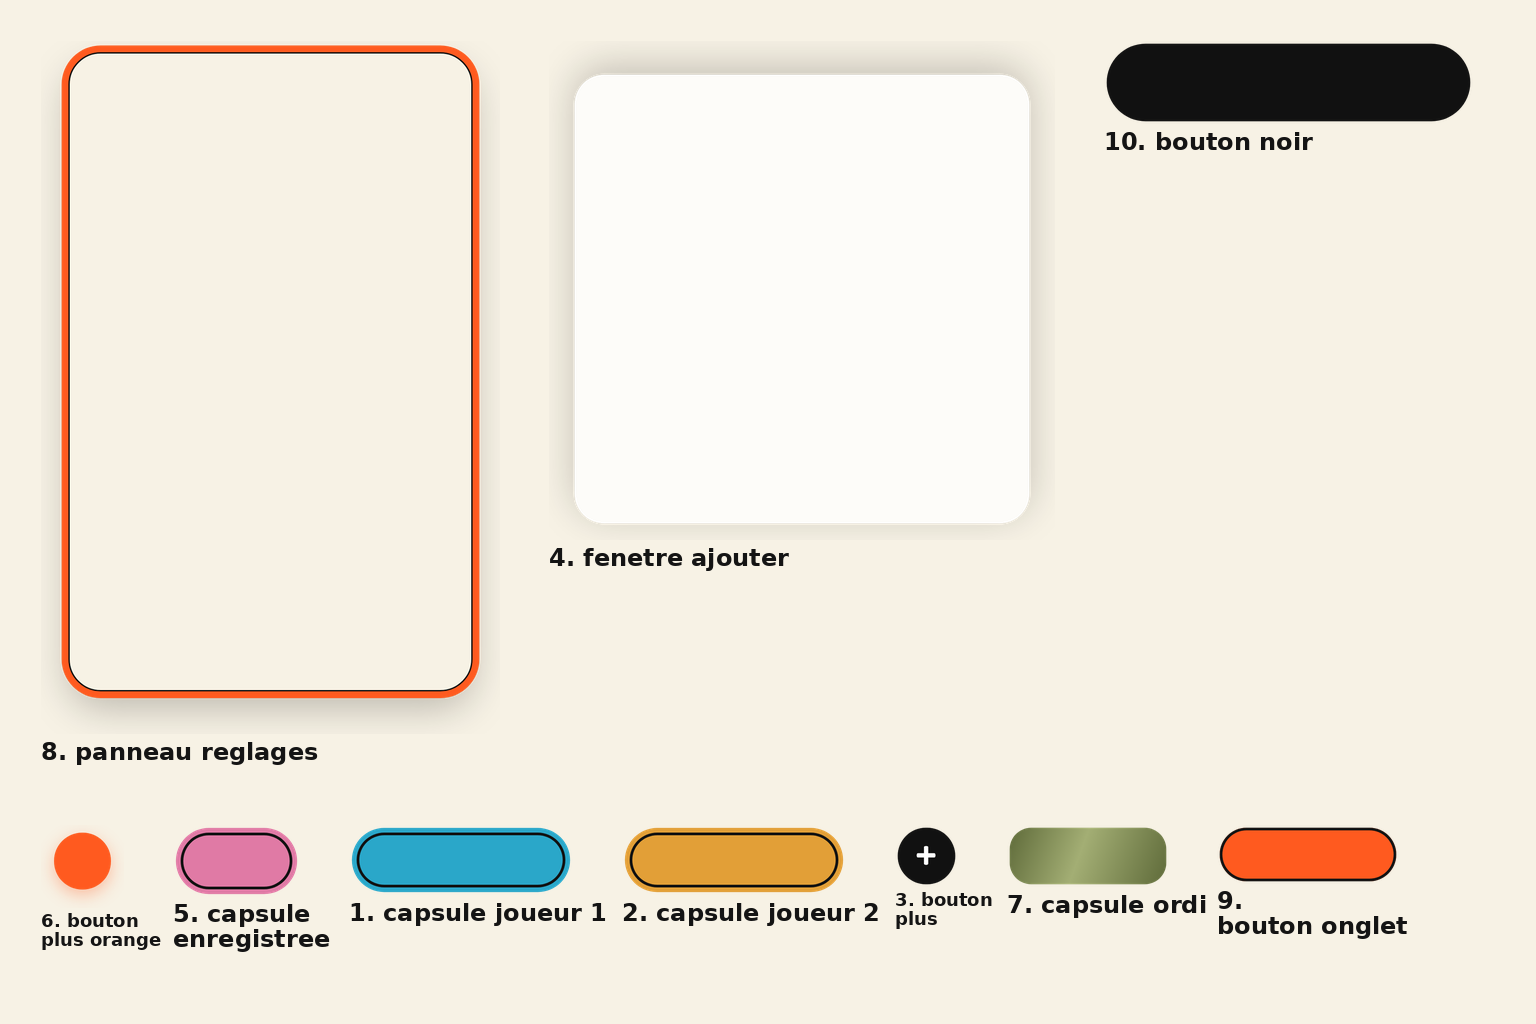 10. bouton noir
4. fenetre ajouter
8. panneau reglages
6. bouton
plus orange
5. capsule
enregistree
1. capsule joueur 1
2. capsule joueur 2
3. bouton
plus
7. capsule ordi
9.
bouton onglet